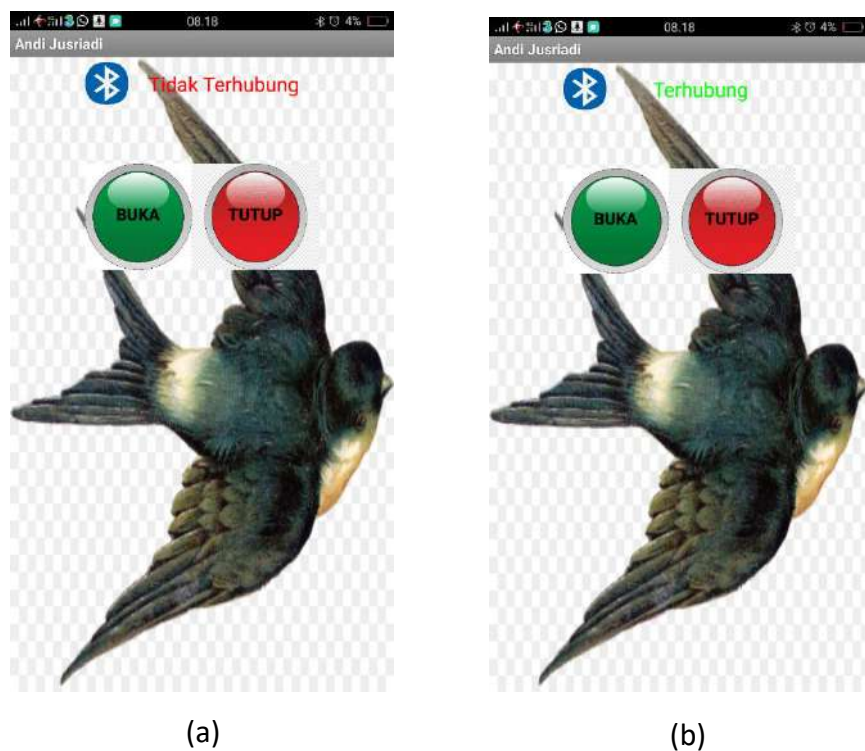 08.18 4%
Andi Jusriadi
Tidak Terhubung
BUKA TUTUP
(a)
08.18 4%
Andi Jusriadi
Terhubung
BUKA TUTUP
(b)